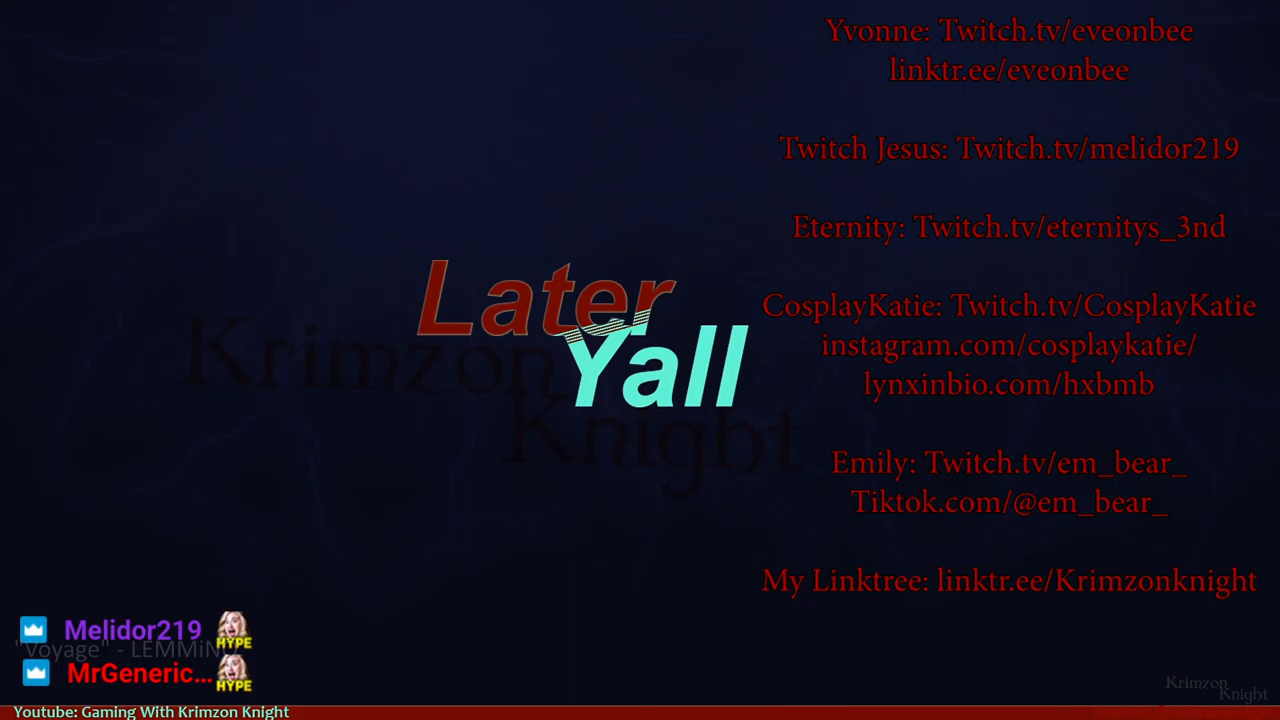 Yvonne: Twitch.tv/eveonbee
linktr.ee/eveonbee
Twitch Jesus: Twitch.tv/melidor219
Eternity: Twitch.tv/eternitys_3nd
CosplayKatie: Twitch.tv/CosplayKatie
instagram.com/cosplaykatie/
lynxinbio.com/hxbmb
Emily: Twitch.tv/em_bear_
Tiktok.com/@em_bear_
My Linktree: linktr.ee/Krimzonknight
Later
Yall
Krimzon
Knight
Melidor219 HYPE
"Voyage" - LEMMiNO
MrGeneric... HYPE
Krimzon
Knight
Youtube: Gaming With Krimzon Knight